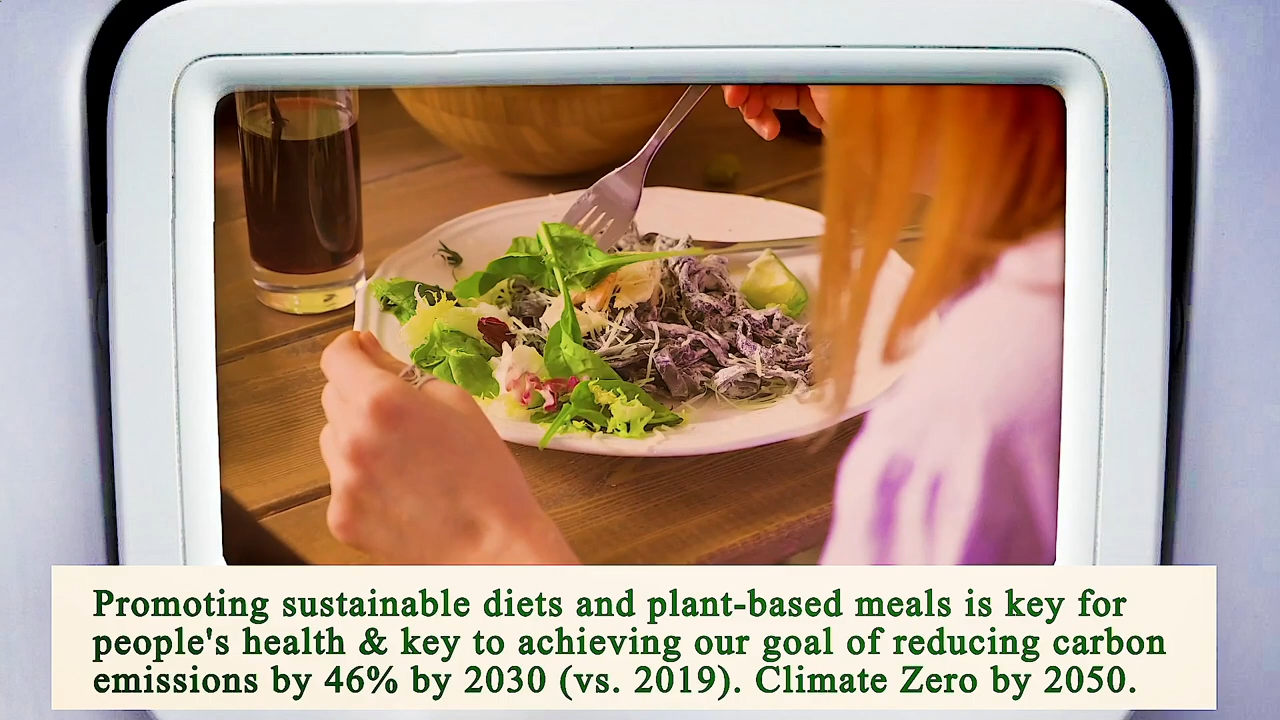 Promoting sustainable diets and plant-based meals is key for
people's health & key to achieving our goal of reducing carbon
emissions by 46% by 2030 (vs. 2019). Climate Zero by 2050.